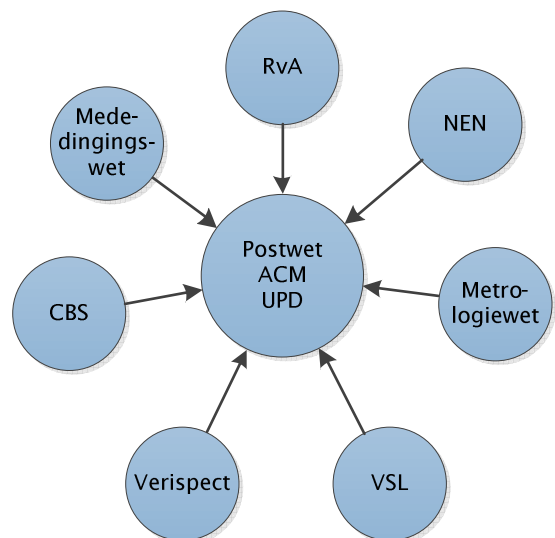 RvA
Mede-
dingings-
wet
NEN
Postwet
ACM
UPD
CBS
Metro-
logiewet
Verispect
VSL